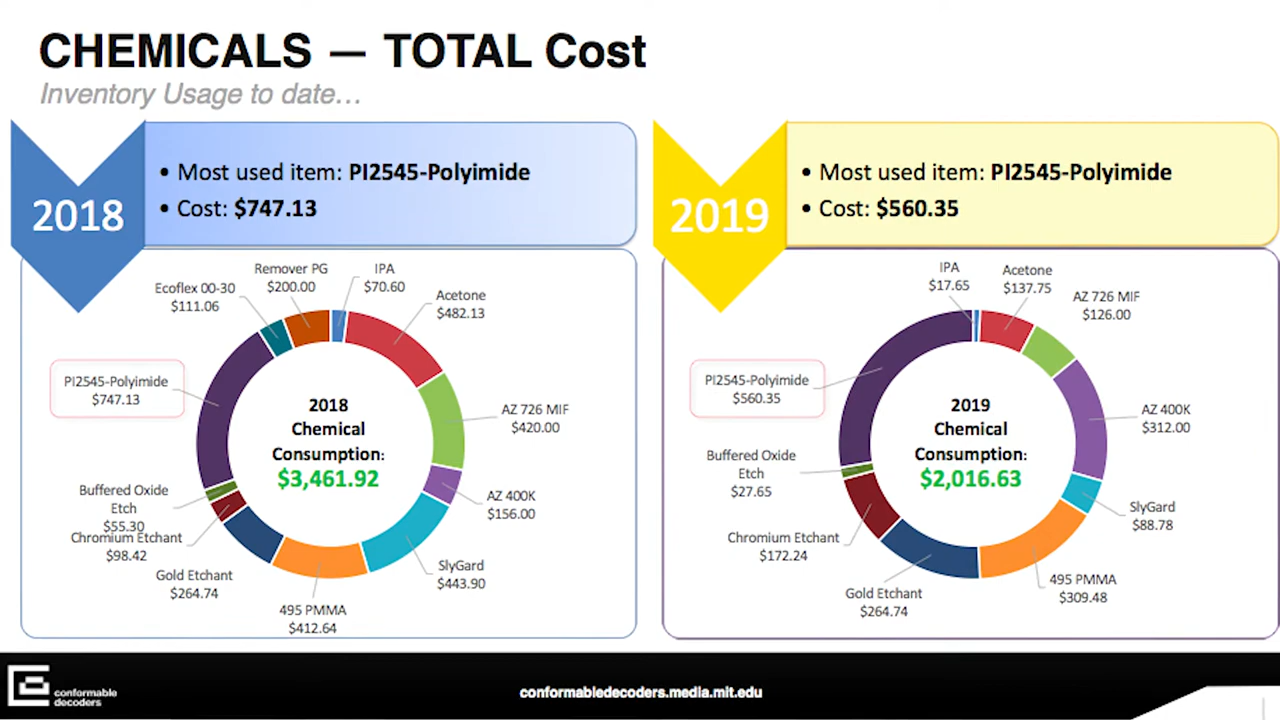 CHEMICALS — TOTAL Cost
Inventory Usage to date...
2018
• Most used item: PI2545-Polyimide
• Cost: $747.13
Remover PG
$200.00
IPA
$70.60
Ecoflex 00-30
$111.06
Acetone
$482.13
PI2545-Polyimide
$747.13
AZ 726 MIF
$420.00
2018
Chemical
Consumption:
$3,461.92
Buffered Oxide
Etch
$55.30
AZ 400K
$156.00
Chromium Etchant
$98.42
SlyGard
$443.90
Gold Etchant
$264.74
495 PMMA
$412.64
2019
• Most used item: PI2545-Polyimide
• Cost: $560.35
IPA
$17.65
Acetone
$137.75
AZ 726 MIF
$126.00
PI2545-Polyimide
$560.35
AZ 400K
$312.00
2019
Chemical
Consumption:
$2,016.63
Buffered Oxide
Etch
$27.65
SlyGard
$88.78
Chromium Etchant
$172.24
495 PMMA
$309.48
Gold Etchant
$264.74
conformable
decoders
conformabledecoders.media.mit.edu